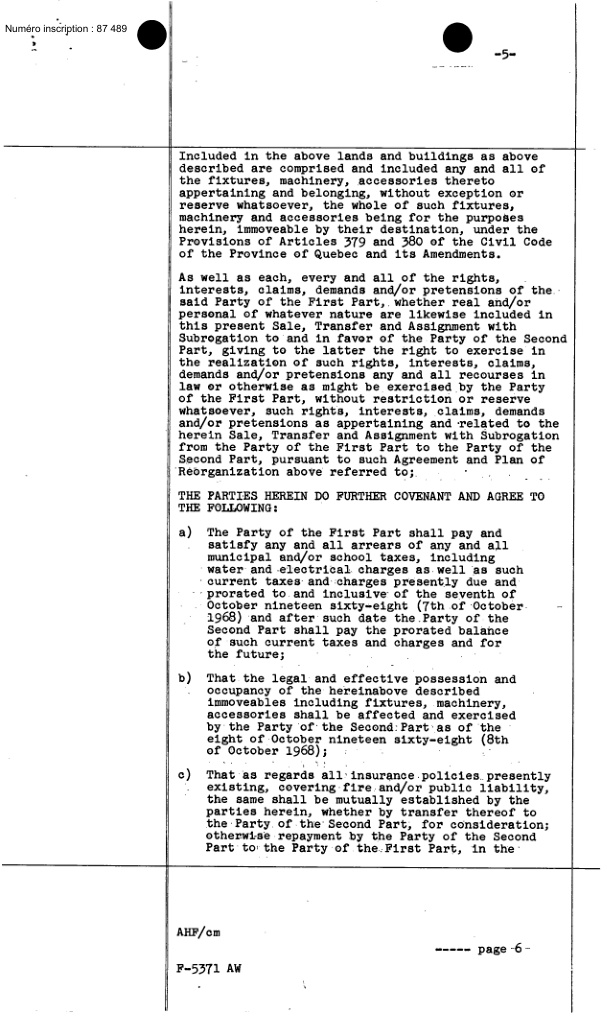 Numéro inscription : 87 489
-5-
Included in the above lands and buildings as above
described are comprised and included any and all of
the fixtures, machinery, accessories thereto
appertaining and belonging, without exception or
reserve whatsoever, the whole of such fixtures,
machinery and accessories being for the purposes
herein, immoveable by their destination, under the
Provisions of Articles 379 and 380 of the Civil Code
of the Province of Quebec and its Amendments.
As well as each, every and all of the rights,
interests, claims, demands and/or pretensions of the
said Party of the First Part, whether real and/or
personal of whatever nature are likewise included in
this present Sale, Transfer and Assignment with
Subrogation to and in favor of the Party of the Second
Part, giving to the latter the right to exercise in
the realization of such rights, interests, claims,
demands and/or pretensions any and all recourses in
law or otherwise as might be exercised by the Party
of the First Part, without restriction or reserve
whatsoever, such rights, interests, claims, demands
and/or pretensions as appertaining and related to the
herein Sale, Transfer and Assignment with Subrogation
from the Party of the First Part to the Party of the
Second Part, pursuant to such Agreement and Plan of
Reorganization above referred to;
THE PARTIES HEREIN DO FURTHER COVENANT AND AGREE TO
THE FOLLOWING:
a) The Party of the First Part shall pay and
satisfy any and all arrears of any and all
municipal and/or school taxes, including
water and electrical charges as well as such
current taxes and charges presently due and
prorated to and inclusive of the seventh of
October nineteen sixty-eight (7th of October
1968) and after such date the Party of the
Second Part shall pay the prorated balance
of such current taxes and charges and for
the future;
b) That the legal and effective possession and
occupancy of the hereinabove described
immoveables including fixtures, machinery,
accessories shall be affected and exercised
by the Party of the Second Part as of the
eight of October nineteen sixty-eight (8th
of October 1968);
c) That as regards all insurance policies presently
existing, covering fire and/or public liability,
the same shall be mutually established by the
parties herein, whether by transfer thereof to
the Party of the Second Part, for consideration;
otherwise repayment by the Party of the Second
Part to the Party of the First Part, in the
AHF/cm
----- page -6-
F-5371 AW